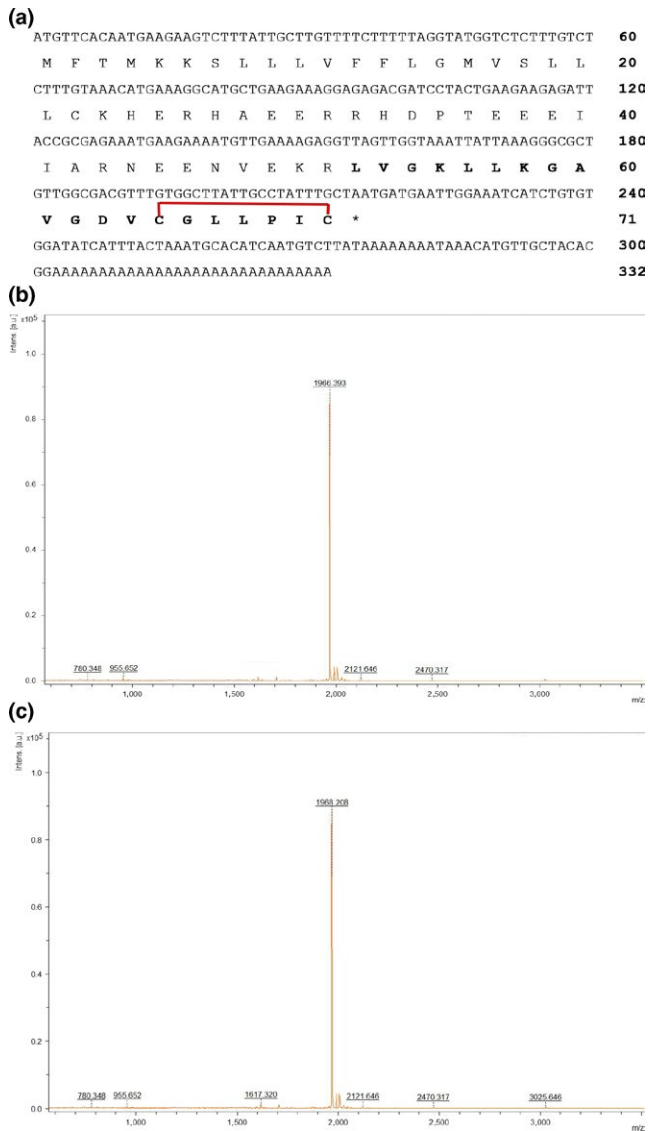 (a)
ATGTTCACAATGAAGAAGTCTTTATTGCTTGTTTTCTTTTTAGGTATGGTCTCTTTGTCT 60
M F T M K K S L L L V F F L G M V S L L 20
CTTTGTAAACATGAAAGGCATGCTGAAGAAAGGAGAGACGATCCTACTGAAGAAGAGATT 120
L C K H E R H A E E R R H D P T E E E I 40
ACCGCGAGAAATGAAGAAAATGTTGAAAAGAGGTTAGTTGGTAAATTATTAAAGGGCGCT 180
I A R N E E N V E K R L V G K L L K G A 60
GTTGGCGACGTTTGTGGCTTATTGCCTATTTGCTAATGATGAATTGGAAATCATCTGTGT 240
V G D V C G L L P I C * 71
GGATATCATTTACTAAATGCACATCAATGTCTTATAAAAAAAATAAACATGTTGCTACAC 300
GGAAAAAAAAAAAAAAAAAAAAAAAAAAAAAA 332
(b)
Intens. [a.u.]
x10⁵
1.0
0.8
0.6
0.4
0.2
0.0
1966.393
780.348
955.652
2121.646
2470.317
1,000
1,500
2,000
2,500
3,000
m/z
(c)
Intens. [a.u.]
x10⁵
1.0
0.8
0.6
0.4
0.2
0.0
1968.208
780.348
955.652
1617.320
2121.646
2470.317
3025.646
1,000
1,500
2,000
2,500
3,000
m/z